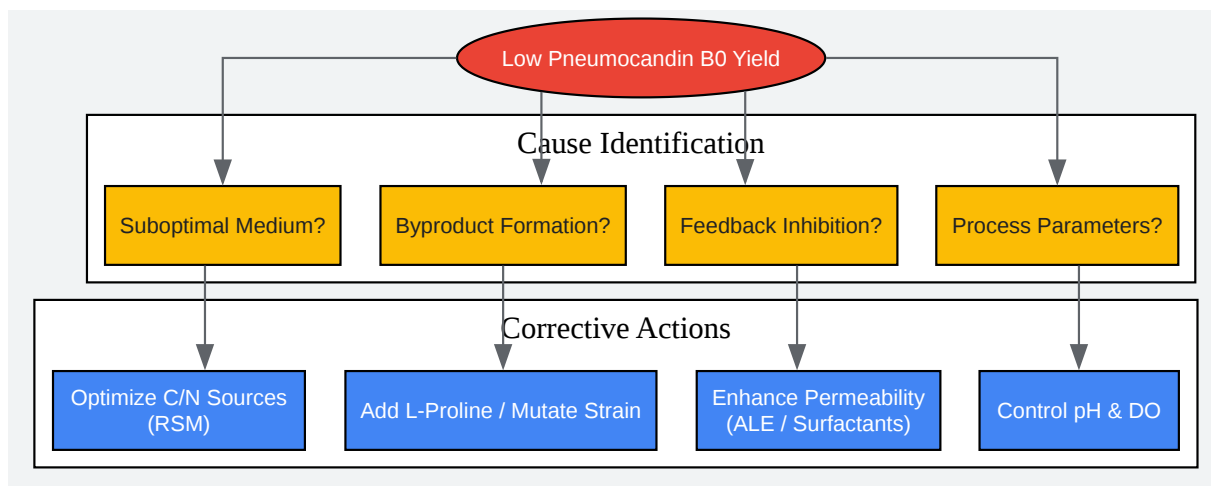 Low Pneumocandin B0 Yield
Cause Identification
Suboptimal Medium?
Byproduct Formation?
Feedback Inhibition?
Process Parameters?
Corrective Actions
Optimize C/N Sources
(RSM)
Add L-Proline / Mutate Strain
Enhance Permeability
(ALE / Surfactants)
Control pH & DO